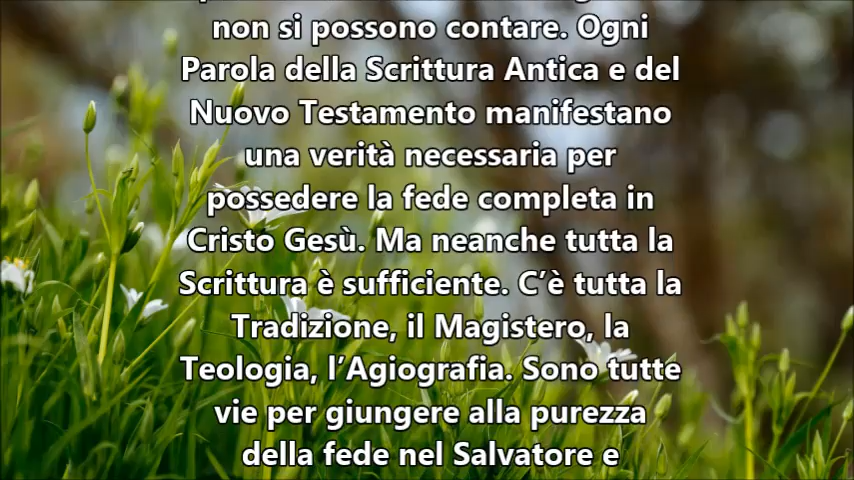 non si possono contare. Ogni
Parola della Scrittura Antica e del
Nuovo Testamento manifestano
una verità necessaria per
possedere la fede completa in
Cristo Gesù. Ma neanche tutta la
Scrittura è sufficiente. C’è tutta la
Tradizione, il Magistero, la
Teologia, l’Agiografia. Sono tutte
vie per giungere alla purezza
della fede nel Salvatore e